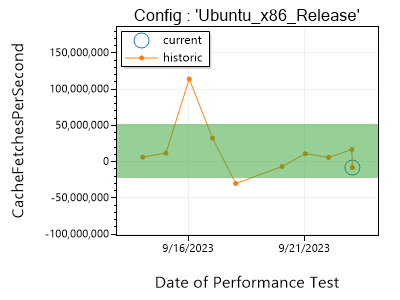 Config : 'Ubuntu_x86_Release'
current
historic
150,000,000
100,000,000
50,000,000
0
-50,000,000
-100,000,000
CacheFetchesPerSecond
9/16/2023
9/21/2023
Date of Performance Test